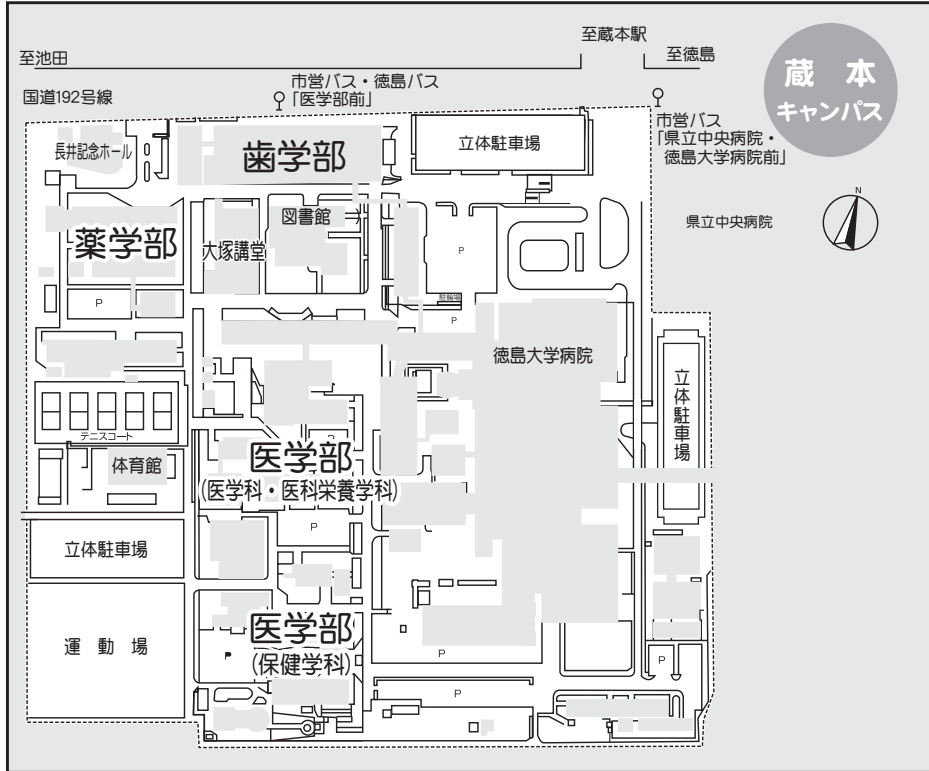 至蔵本駅
至池田
至徳島
蔵 本
キャンパス
国道192号線
市営バス・徳島バス
「医学部前」
市営バス
「県立中央病院・
徳島大学病院前」
長井記念ホール
歯学部
立体駐車場
N
県立中央病院
図書館
薬学部
大塚講堂
P
P
駐輪場
P
徳島大学病院
立体駐車場
テニスコート
P
体育館
医学部
(医学科・医科栄養学科)
P
立体駐車場
医学部
(保健学科)
運動場
P
P
P
P